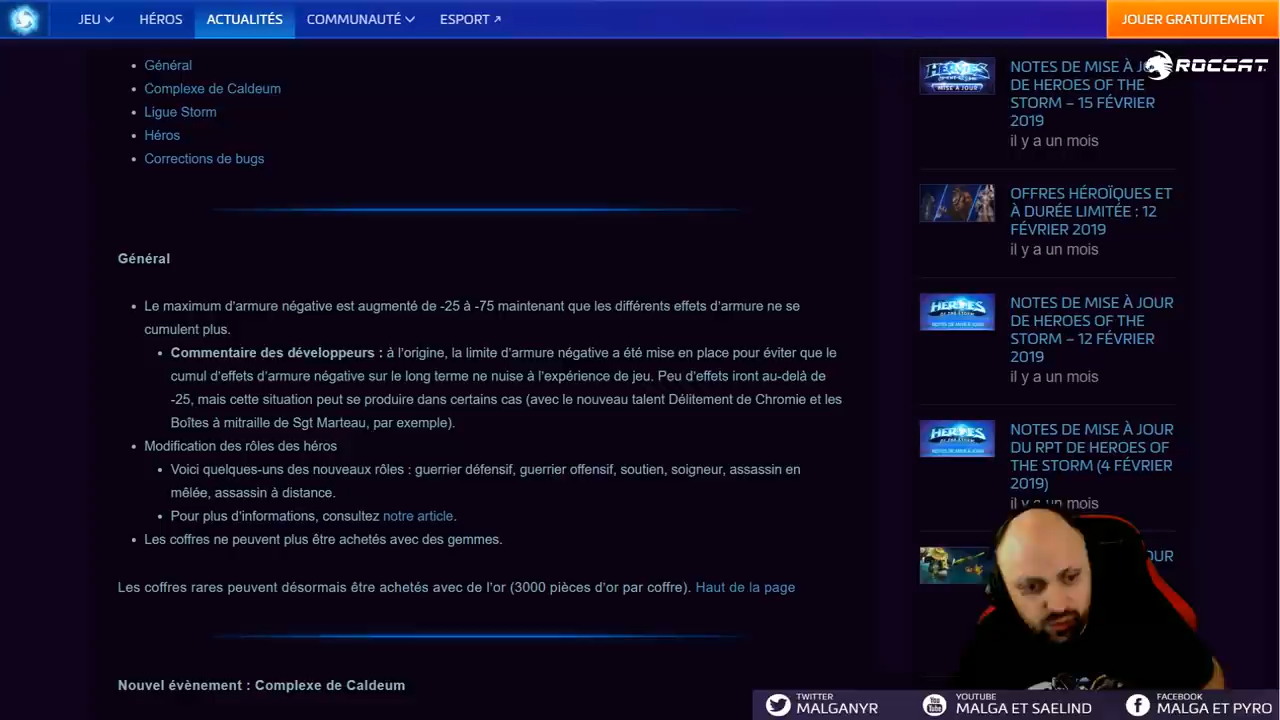 JEU
HÉROS
ACTUALITÉS
COMMUNAUTÉ
ESPORT
JOUER GRATUITEMENT
Général
Complexe de Caldeum
Ligue Storm
Héros
Corrections de bugs
Général
Le maximum d'armure négative est augmenté de -25 à -75 maintenant que les différents effets d'armure ne se
cumulent plus.
Commentaire des développeurs : à l'origine, la limite d'armure négative a été mise en place pour éviter que le
cumul d'effets d'armure négative sur le long terme ne nuise à l'expérience de jeu. Peu d'effets iront au-delà de
-25, mais cette situation peut se produire dans certains cas (avec le nouveau talent Délitement de Chromie et les
Boîtes à mitraille de Sgt Marteau, par exemple).
Modification des rôles des héros
Voici quelques-uns des nouveaux rôles : guerrier défensif, guerrier offensif, soutien, soigneur, assassin en
mêlée, assassin à distance.
Pour plus d'informations, consultez notre article.
Les coffres ne peuvent plus être achetés avec des gemmes.
Les coffres rares peuvent désormais être achetés avec de l'or (3000 pièces d'or par coffre). Haut de la page
Nouvel évènement : Complexe de Caldeum
ROCCAT
NOTES DE MISE À
DE HEROES OF THE
STORM – 15 FÉVRIER
2019
il y a un mois
OFFRES HÉROÏQUES ET
À DURÉE LIMITÉE : 12
FÉVRIER 2019
il y a un mois
NOTES DE MISE À JOUR
DE HEROES OF THE
STORM – 12 FÉVRIER
2019
il y a un mois
NOTES DE MISE À JOUR
DU RPT DE HEROES OF
THE STORM (4 FÉVRIER
2019)
il y a un mois
TWITTER
MALGANYR
YOUTUBE
MALGA ET SAELIND
FACEBOOK
MALGA ET PYRO